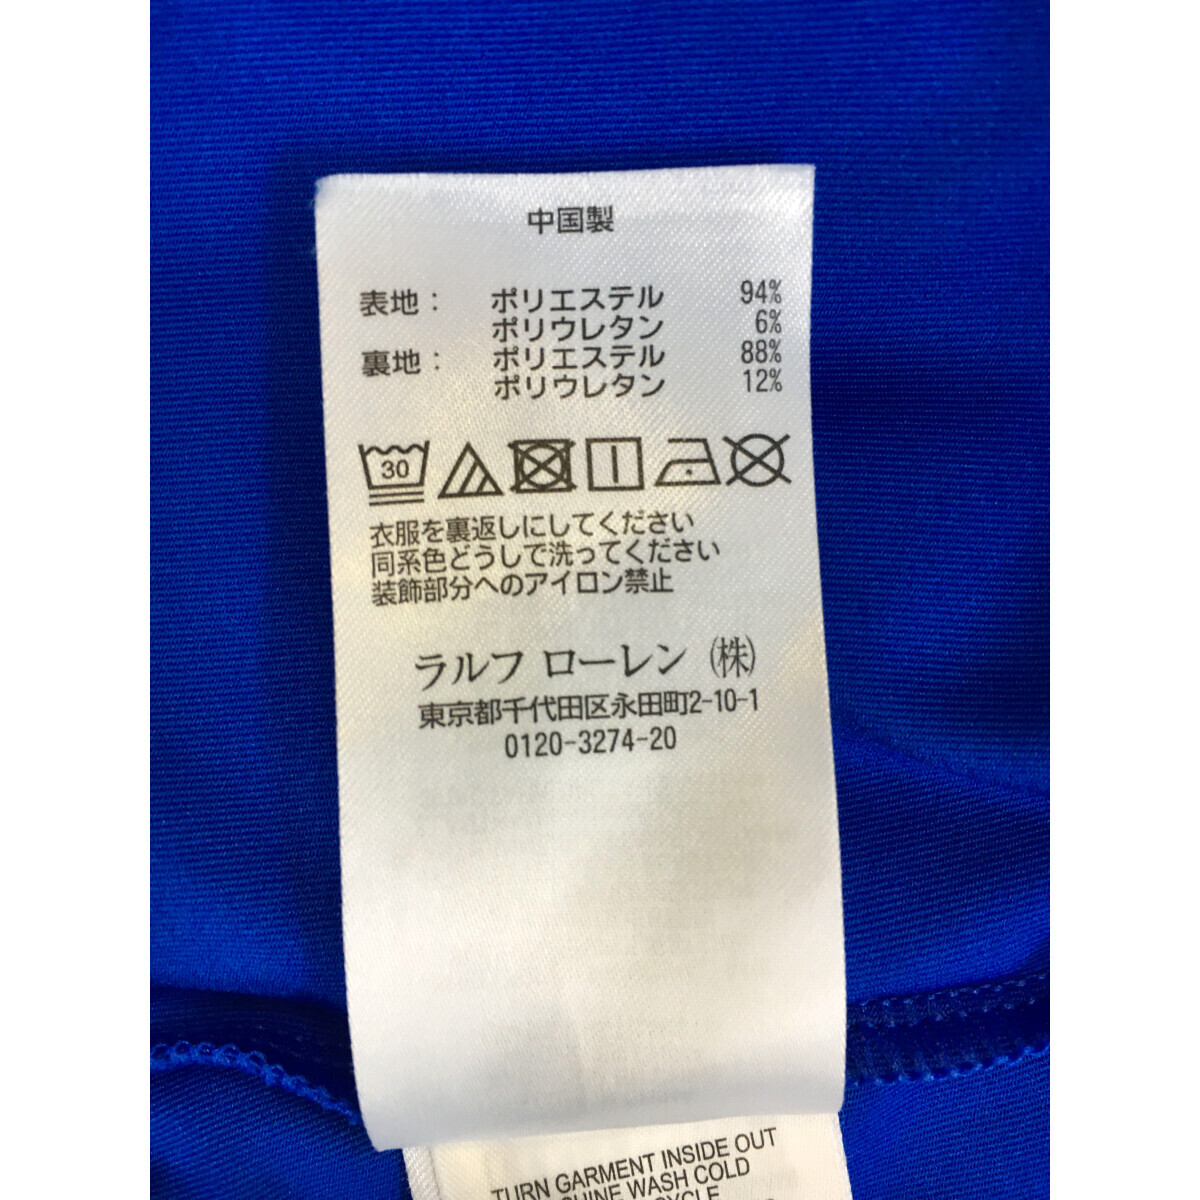 中国製
表地： ポリエステル 94%
ポリウレタン 6%
裏地： ポリエステル 88%
ポリウレタン 12%
30
衣服を裏返しにしてください
同系色どうしで洗ってください
装飾部分へのアイロン禁止
ラルフ ローレン (株)
東京都千代田区永田町2-10-1
0120-3274-20
TURN GARMENT INSIDE OUT
WASH COLD